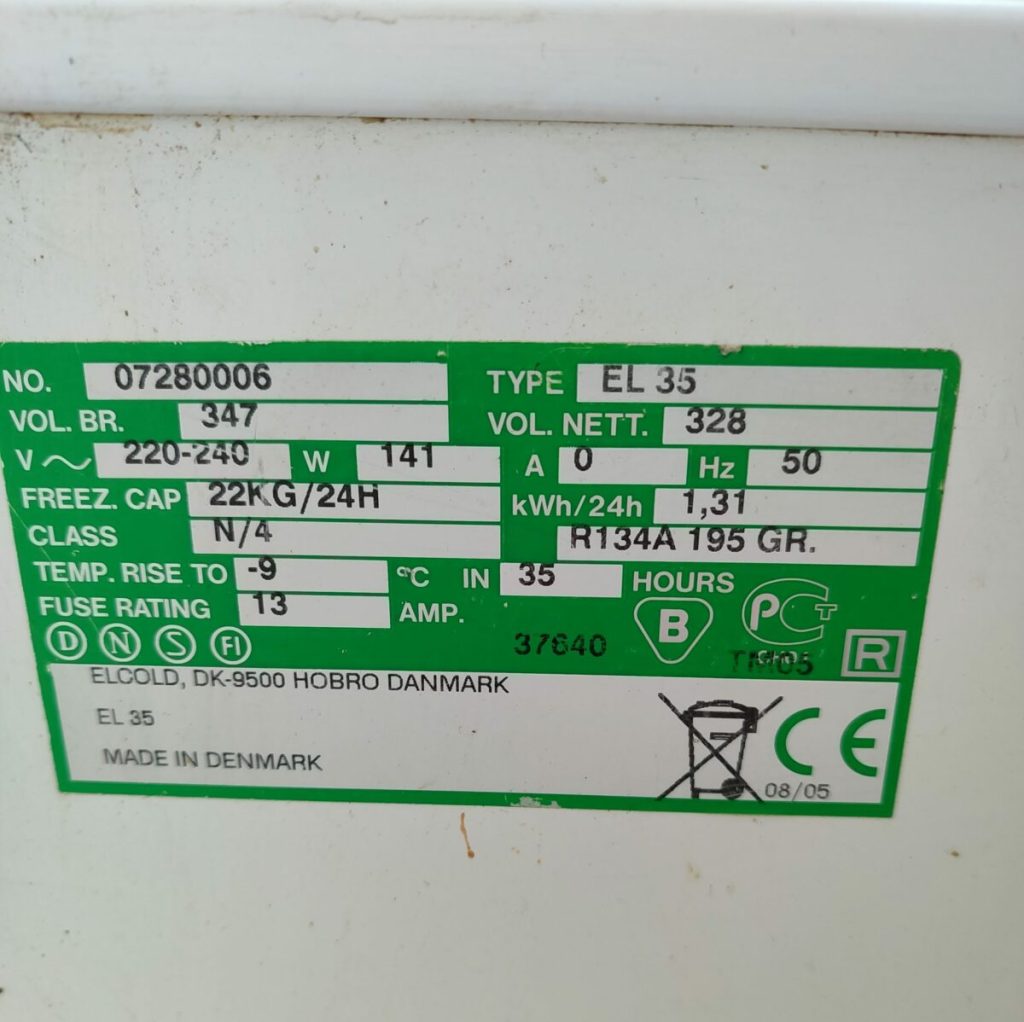 NO. 07280006 TYPE EL 35
VOL. BR. 347 VOL. NETT. 328
V ~ 220-240 W 141 A 0 Hz 50
FREEZ. CAP 22KG/24H kWh/24h 1,31
CLASS N/4 R134A 195 GR.
TEMP. RISE TO -9 °C IN 35 HOURS
FUSE RATING 13 AMP.
D N S FI 37640 B PCT TM05 R
ELCOLD, DK-9500 HOBRO DANMARK
EL 35
MADE IN DENMARK
CE
08/05